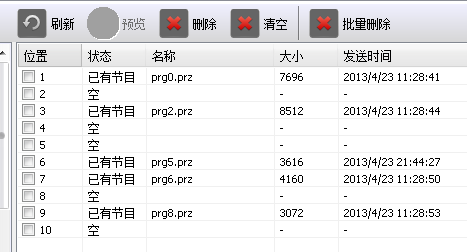 刷新 预览 删除 清空 批量删除
位置 状态 名称 大小 发送时间
1 已有节目 prg0.prz 7696 2013/4/23 11:28:41
2 空 - -
3 已有节目 prg2.prz 8512 2013/4/23 11:28:44
4 空 - -
5 空 - -
6 已有节目 prg5.prz 3616 2013/4/23 21:44:27
7 已有节目 prg6.prz 4160 2013/4/23 11:28:50
8 空 - -
9 已有节目 prg8.prz 3072 2013/4/23 11:28:53
10 空 - -